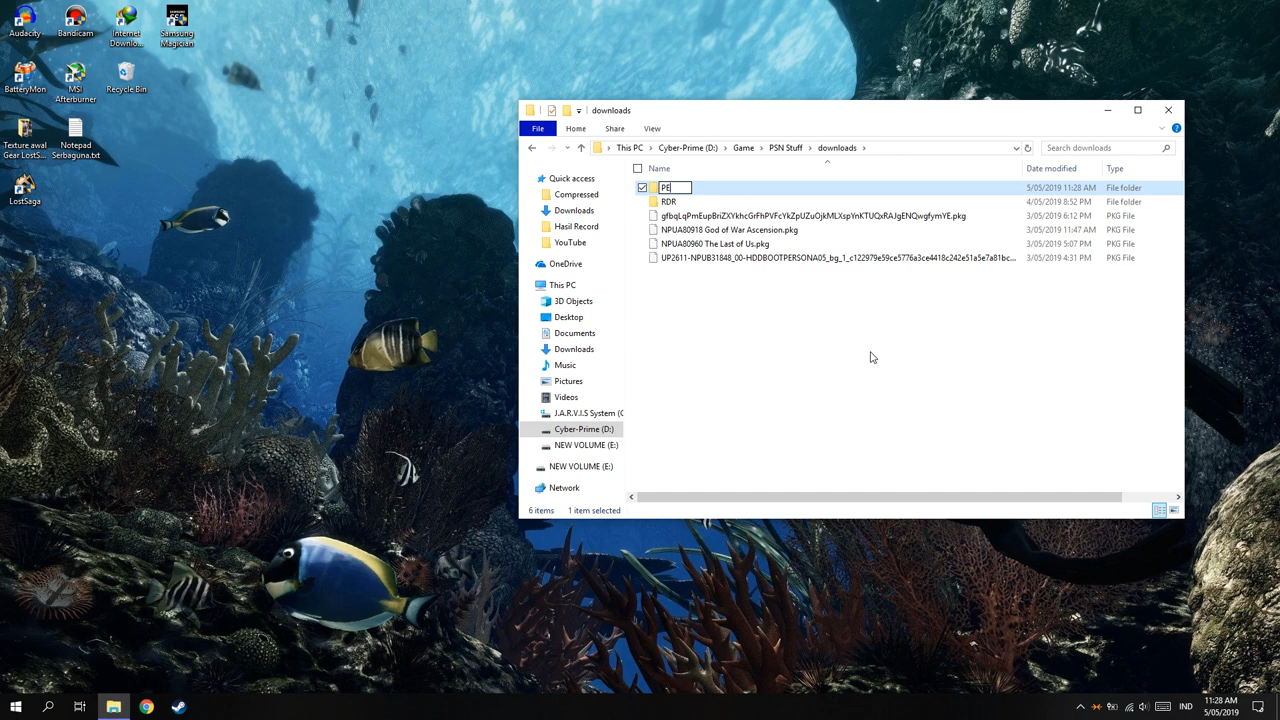 Audacity
Bandicam
Internet Downlo...
Samsung Magician
BatteryMon
MSI Afterburner
Recycle Bin
Texture awal Gear LostS...
Notepad Serbaguna.txt
LostSaga
downloads
File
Home
Share
View
This PC
Cyber-Prime (D:)
Game
PSN Stuff
downloads
Search downloads
Name
Date modified
Type
Quick access
Compressed
Downloads
Hasil Record
YouTube
OneDrive
This PC
3D Objects
Desktop
Documents
Downloads
Music
Pictures
Videos
J.A.R.V.I.S System (C
Cyber-Prime (D:)
NEW VOLUME (E:)
NEW VOLUME (E:)
Network
PE 5/05/2019 11:28 AM File folder
RDR 4/05/2019 8:52 PM File folder
3/05/2019 6:12 PM PKG File
NPUA80918 God of War Ascension.pkg 3/05/2019 11:47 AM PKG File
NPUA80960 The Last of Us.pkg 3/05/2019 5:07 PM PKG File
UP2611-NPUB31848_00-HDDBOOTPERSONA05_bg_1_c122979e59ce5776a3ce4418c242e51a5e7a81bc... 3/05/2019 4:31 PM PKG File
6 items 1 item selected
IND
11:28 AM
5/05/2019